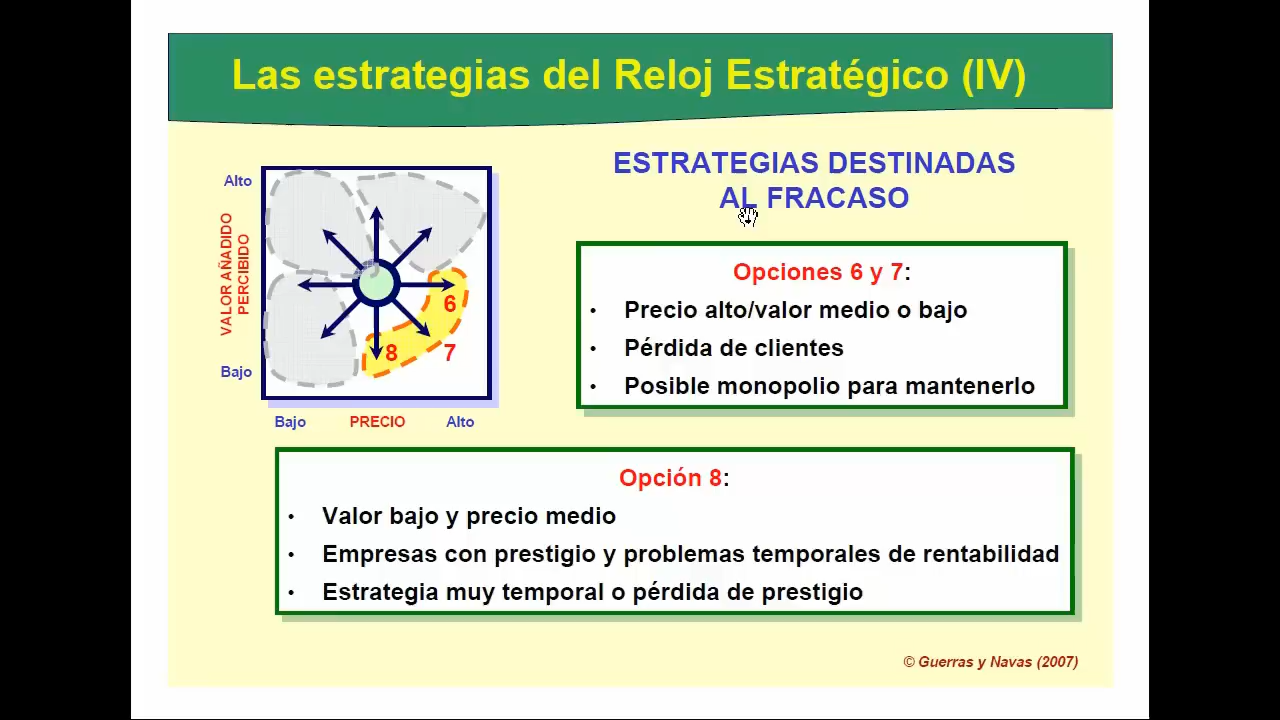 Las estrategias del Reloj Estratégico (IV)
ESTRATEGIAS DESTINADAS
AL FRACASO
Alto
VALOR AÑADIDO
PERCIBIDO
Bajo
6
7
8
Bajo
PRECIO
Alto
Opciones 6 y 7:
• Precio alto/valor medio o bajo
• Pérdida de clientes
• Posible monopolio para mantenerlo
Opción 8:
• Valor bajo y precio medio
• Empresas con prestigio y problemas temporales de rentabilidad
• Estrategia muy temporal o pérdida de prestigio
© Guerras y Navas (2007)